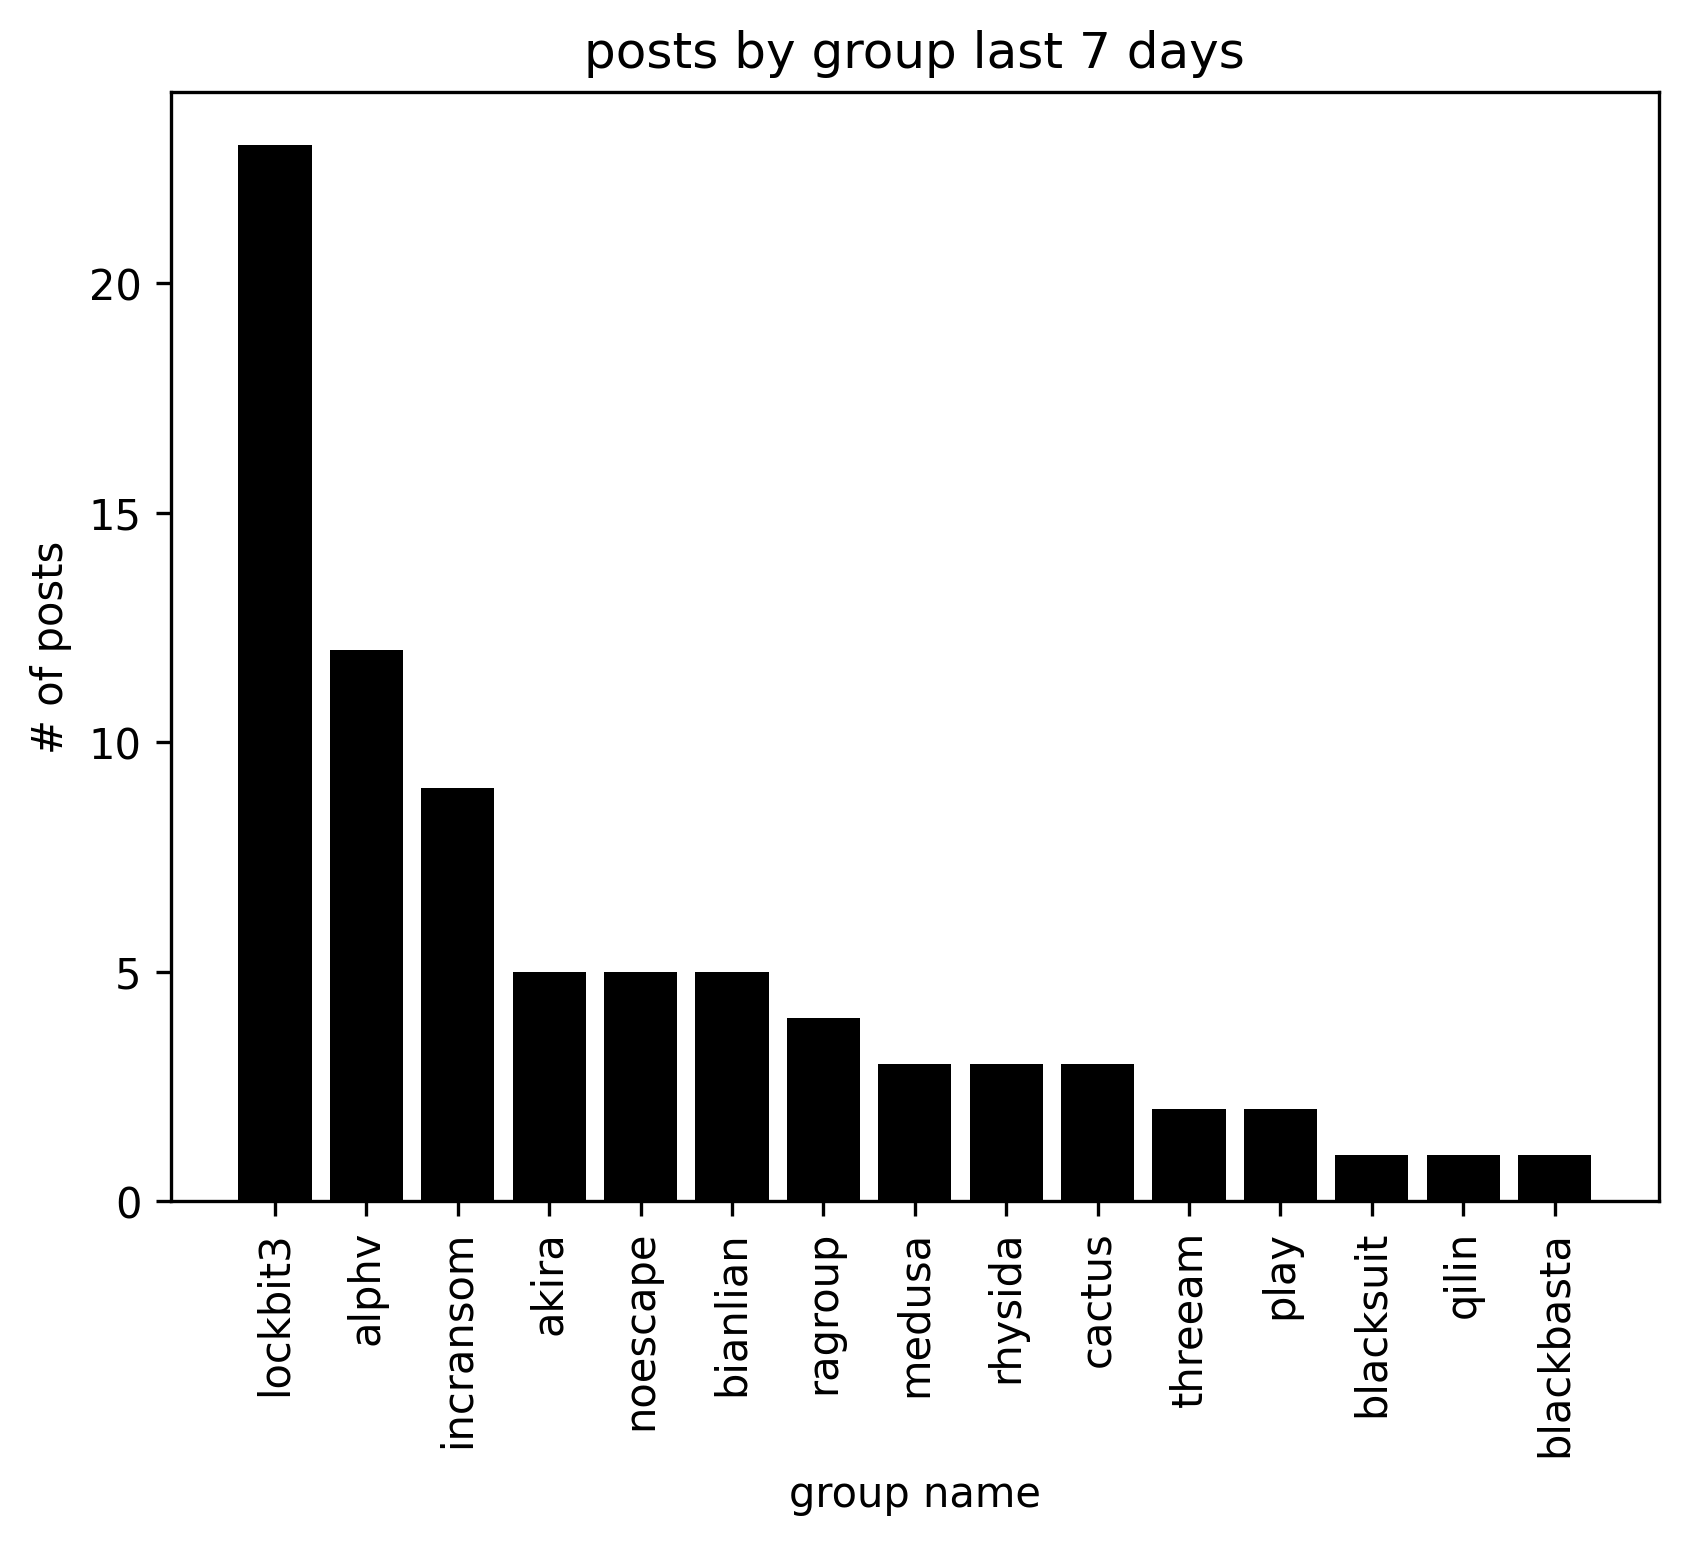 posts by group last 7 days
# of posts
20
15
10
5
0
lockbit3
alphv
incransom
akira
noescape
bianlian
ragroup
medusa
rhysida
cactus
threeam
play
blacksuit
qilin
blackbasta
group name